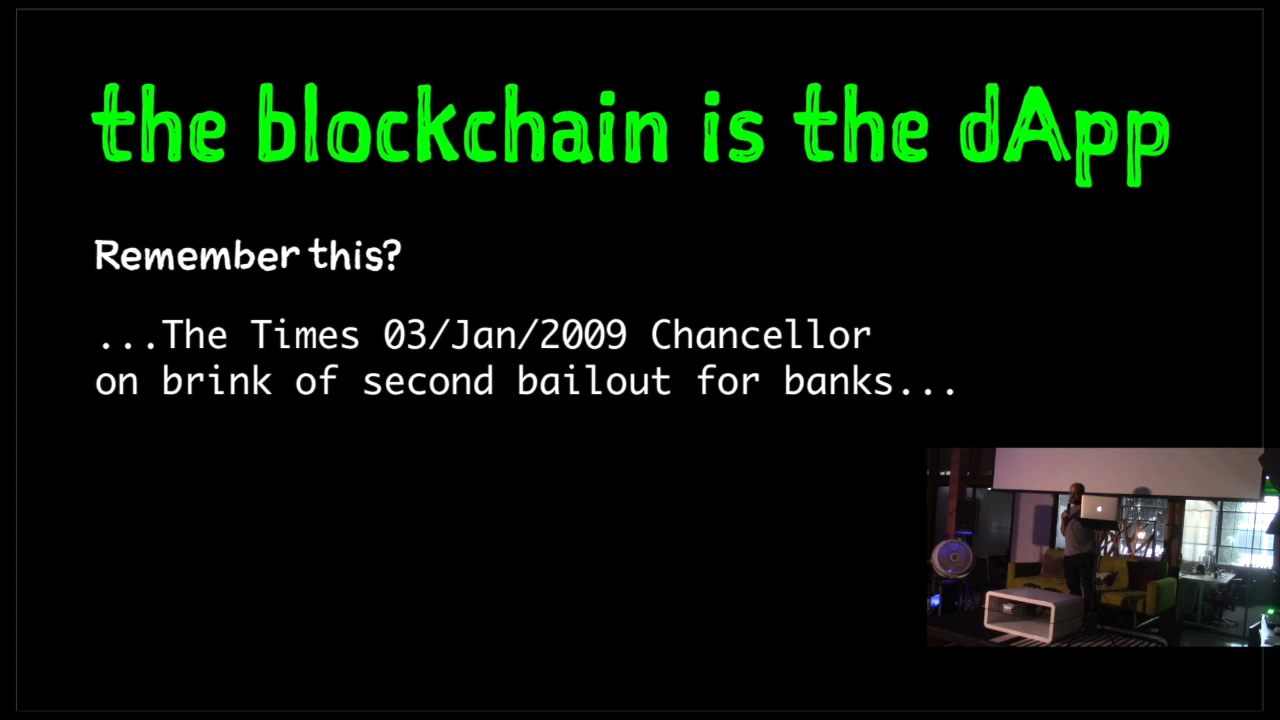 the blockchain is the dApp
Remember this?
...The Times 03/Jan/2009 Chancellor
on brink of second bailout for banks...